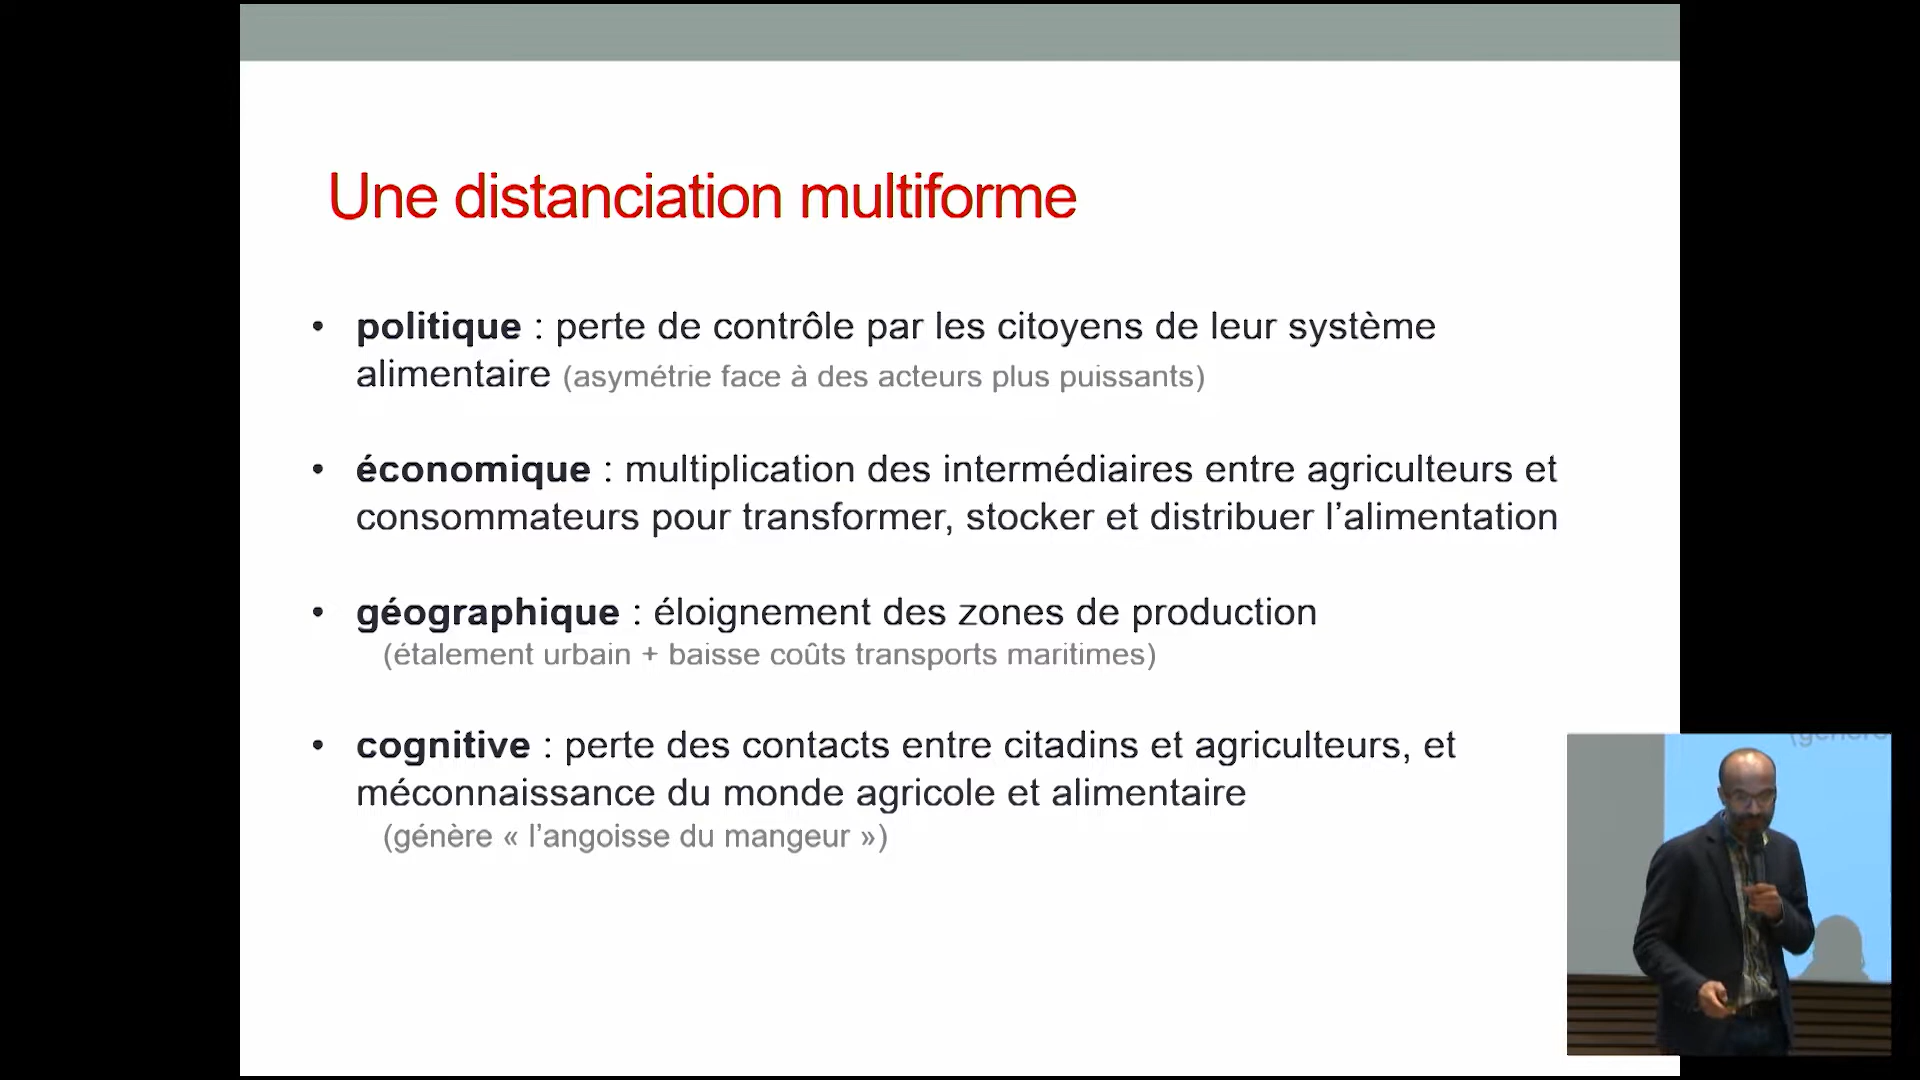 Une distanciation multiforme
• politique : perte de contrôle par les citoyens de leur système
alimentaire (asymétrie face à des acteurs plus puissants)
• économique : multiplication des intermédiaires entre agriculteurs et
consommateurs pour transformer, stocker et distribuer l’alimentation
• géographique : éloignement des zones de production
(étalement urbain + baisse coûts transports maritimes)
• cognitive : perte des contacts entre citadins et agriculteurs, et
méconnaissance du monde agricole et alimentaire
(génère « l’angoisse du mangeur »)